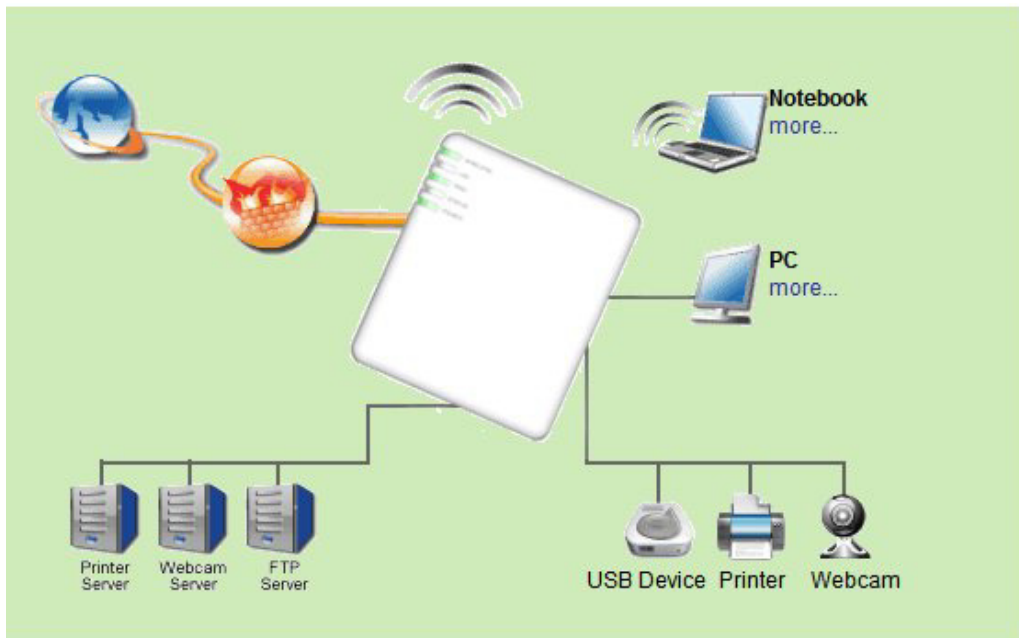 Notebook
more...
PC
more...
Printer
Server
Webcam
Server
FTP
Server
USB Device
Printer
Webcam